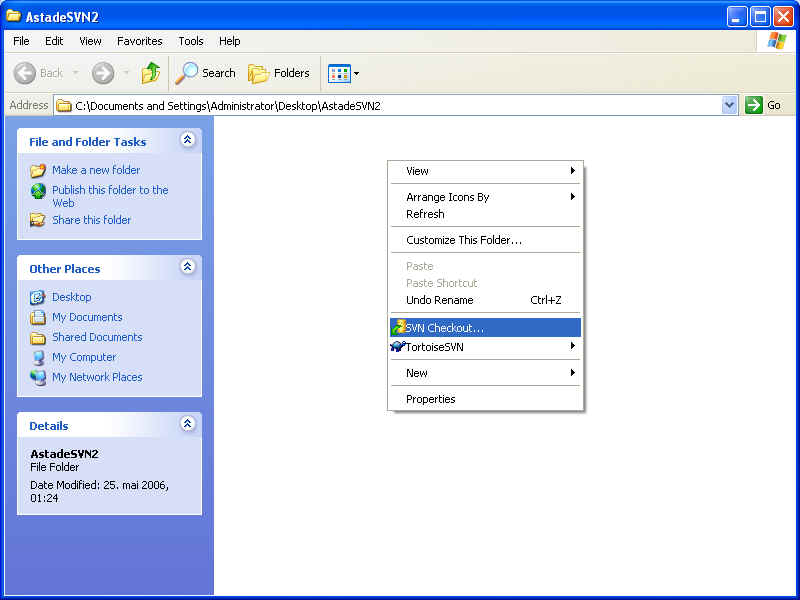 AstadeSVN2
File Edit View Favorites Tools Help
Back Search Folders
Address C:\Documents and Settings\Administrator\Desktop\AstadeSVN2 Go
File and Folder Tasks
Make a new folder
Publish this folder to the
Web
Share this folder
Other Places
Desktop
My Documents
Shared Documents
My Computer
My Network Places
Details
AstadeSVN2
File Folder
Date Modified: 25. mai 2006,
01:24
View
Arrange Icons By
Refresh
Customize This Folder...
Paste
Paste Shortcut
Undo Rename Ctrl+Z
SVN Checkout...
TortoiseSVN
New
Properties